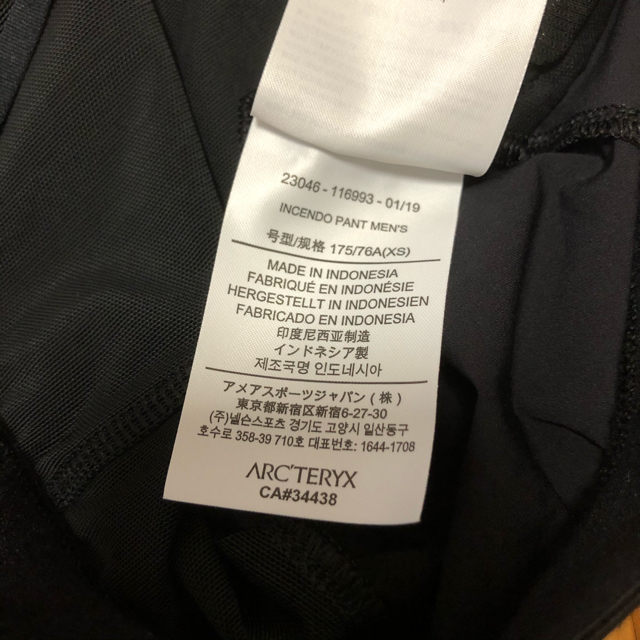 23046 - 116993 - 01/19
INCENDO PANT MEN'S
号型/规格 175/76A(XS)
MADE IN INDONESIA
FABRIQUÉ EN INDONÉSIE
HERGESTELLT IN INDONESIEN
FABRICADO EN INDONESIA
印度尼西亚制造
インドネシア製
제조국명 인도네시아
アメアスポーツジャパン (株)
東京都新宿区新宿6-27-30
(주)넬슨스포츠 경기도 고양시 일산동구
호수로 358-39 710호 대표번호: 1644-1708
ARC'TERYX
CA#34438